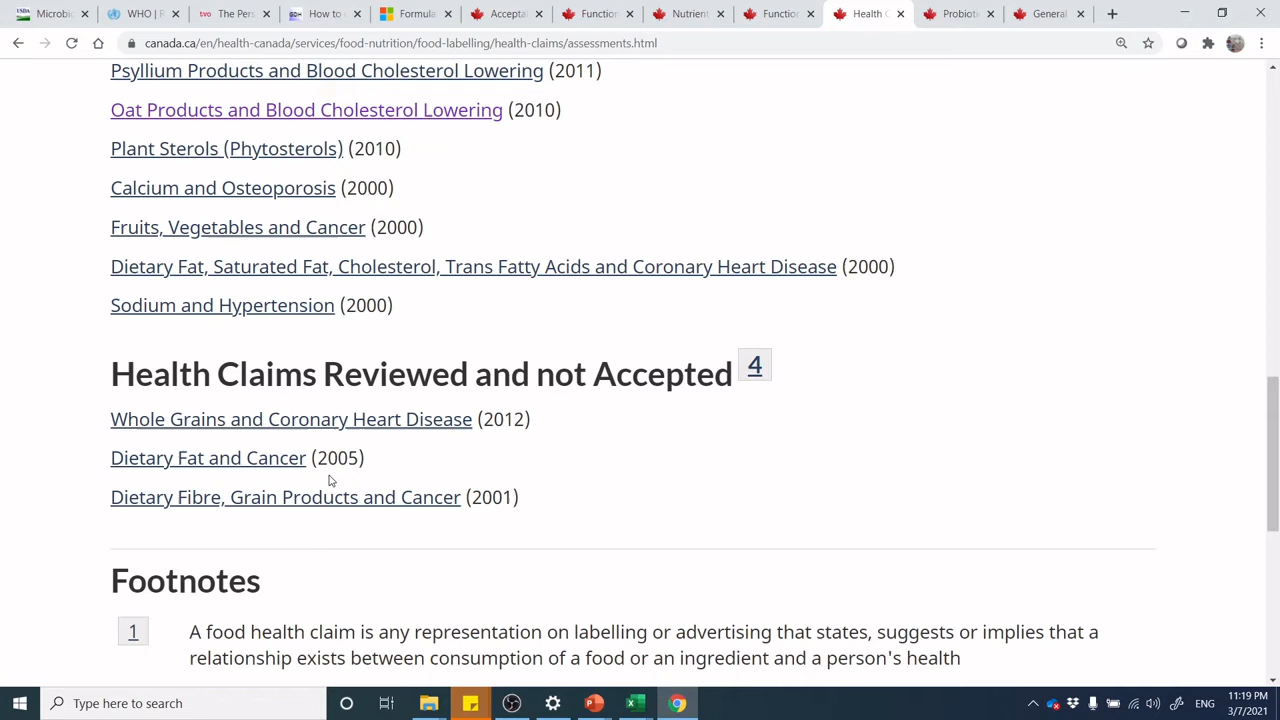 Microbic
WHO | R
tvo The Pers
How to c
Formula
Accepta
Function
Nutrient
Function
Health C
Probioti
General
canada.ca/en/health-canada/services/food-nutrition/food-labelling/health-claims/assessments.html
Psyllium Products and Blood Cholesterol Lowering (2011)
Oat Products and Blood Cholesterol Lowering (2010)
Plant Sterols (Phytosterols) (2010)
Calcium and Osteoporosis (2000)
Fruits, Vegetables and Cancer (2000)
Dietary Fat, Saturated Fat, Cholesterol, Trans Fatty Acids and Coronary Heart Disease (2000)
Sodium and Hypertension (2000)
Health Claims Reviewed and not Accepted 4
Whole Grains and Coronary Heart Disease (2012)
Dietary Fat and Cancer (2005)
Dietary Fibre, Grain Products and Cancer (2001)
Footnotes
1 A food health claim is any representation on labelling or advertising that states, suggests or implies that a
relationship exists between consumption of a food or an ingredient and a person's health
Type here to search
ENG
11:19 PM
3/7/2021